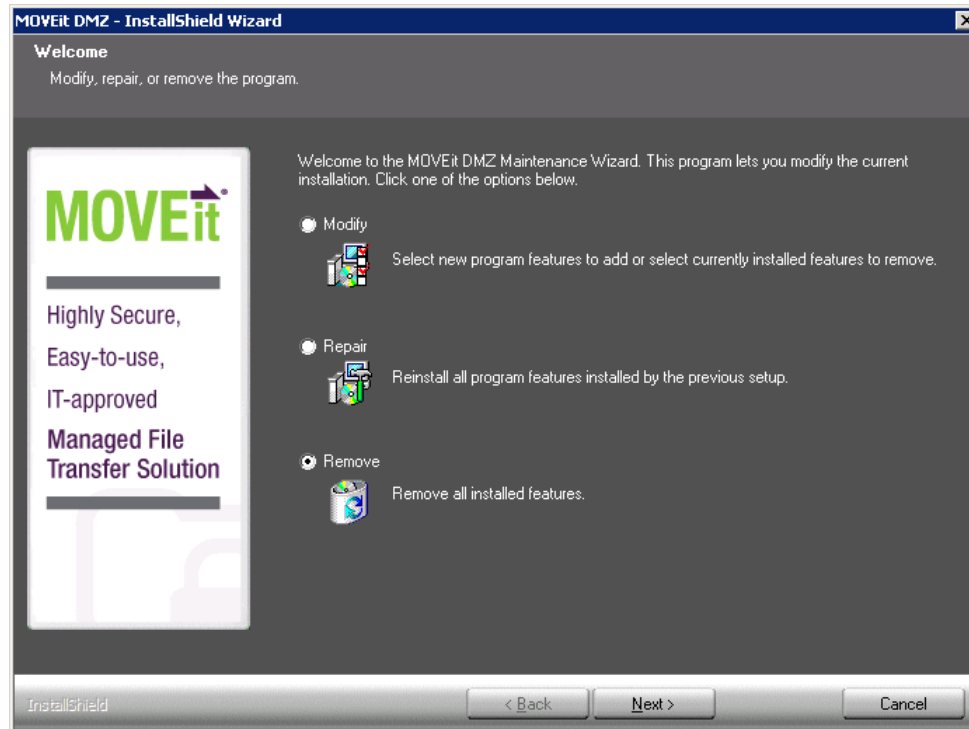 MOVEit DMZ - InstallShield Wizard
Welcome
Modify, repair, or remove the program.
MOVEit®
Highly Secure,
Easy-to-use,
IT-approved
Managed File
Transfer Solution
Welcome to the MOVEit DMZ Maintenance Wizard. This program lets you modify the current
installation. Click one of the options below.
Modify
Select new program features to add or select currently installed features to remove.
Repair
Reinstall all program features installed by the previous setup.
Remove
Remove all installed features.
InstallShield
< Back
Next >
Cancel